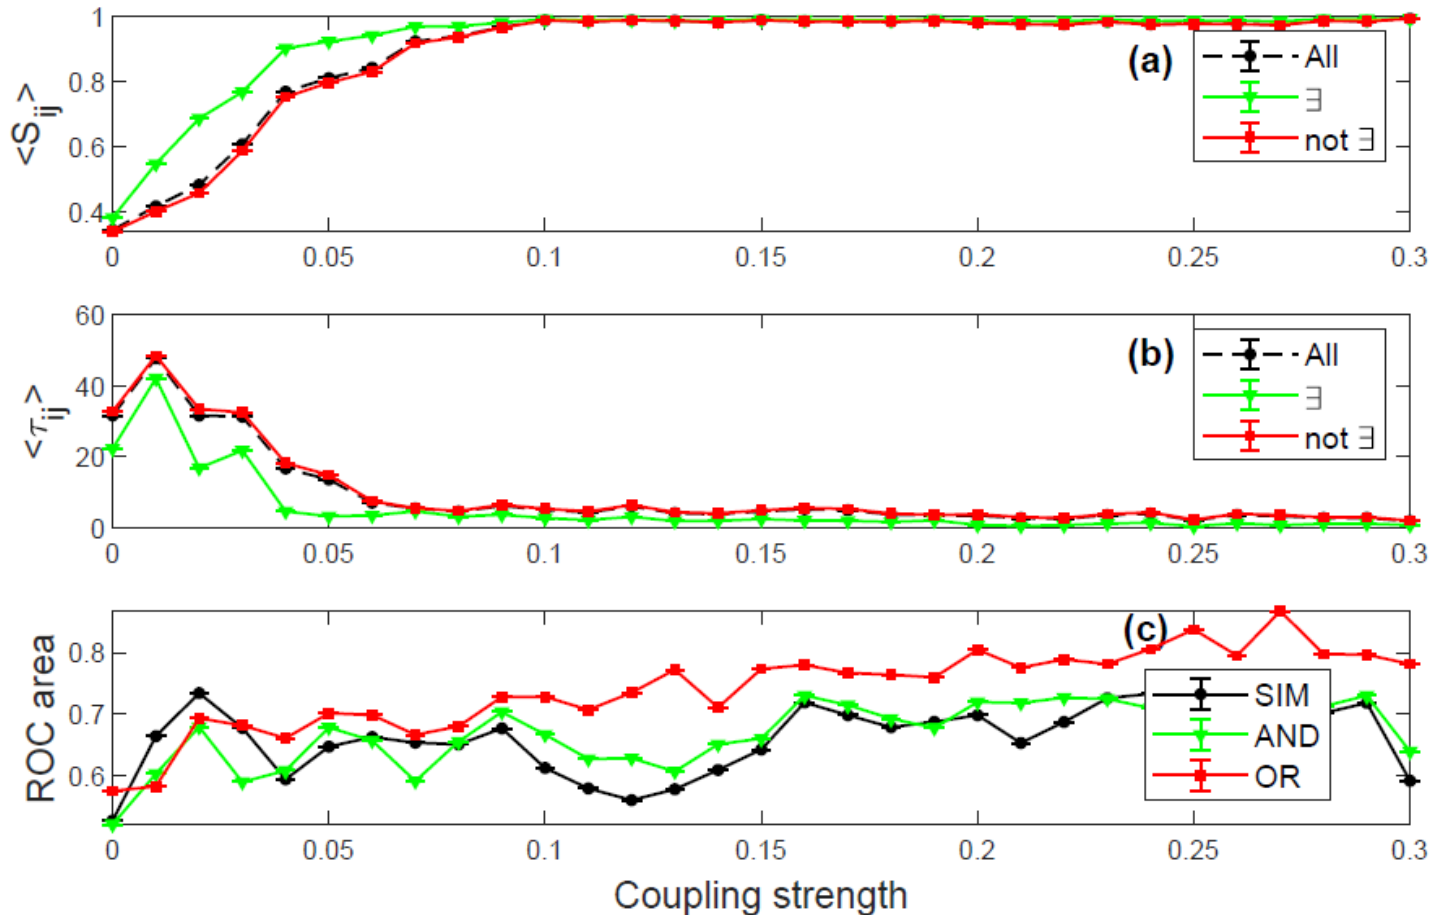 1
0.8
0.6
0.4
<S_ij>
(a)
All
∃
not ∃
0 0.05 0.1 0.15 0.2 0.25 0.3
60
40
20
0
<τ_ij>
(b)
All
∃
not ∃
0 0.05 0.1 0.15 0.2 0.25 0.3
0.8
0.7
0.6
ROC area
(c)
SIM
AND
OR
0 0.05 0.1 0.15 0.2 0.25 0.3
Coupling strength